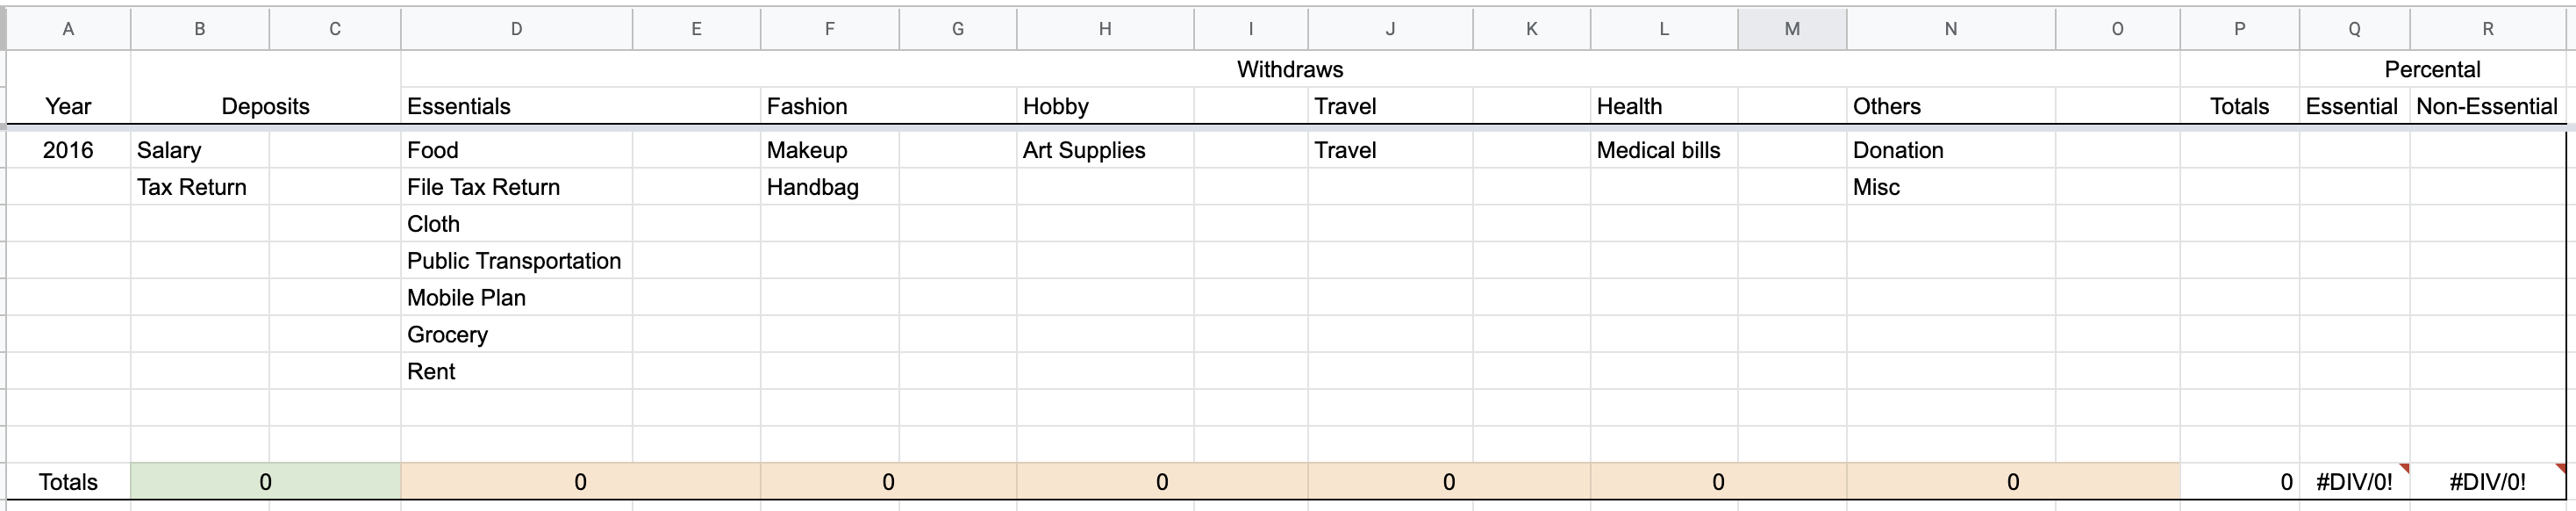 A B C D E F G H I J K L M N O P Q R
Withdraws Percental
Year Deposits Essentials Fashion Hobby Travel Health Others Totals Essential Non-Essential
2016 Salary Food Makeup Art Supplies Travel Medical bills Donation
Tax Return File Tax Return Handbag Misc
Cloth
Public Transportation
Mobile Plan
Grocery
Rent
Totals 0 0 0 0 0 0 0 0 #DIV/0! #DIV/0!